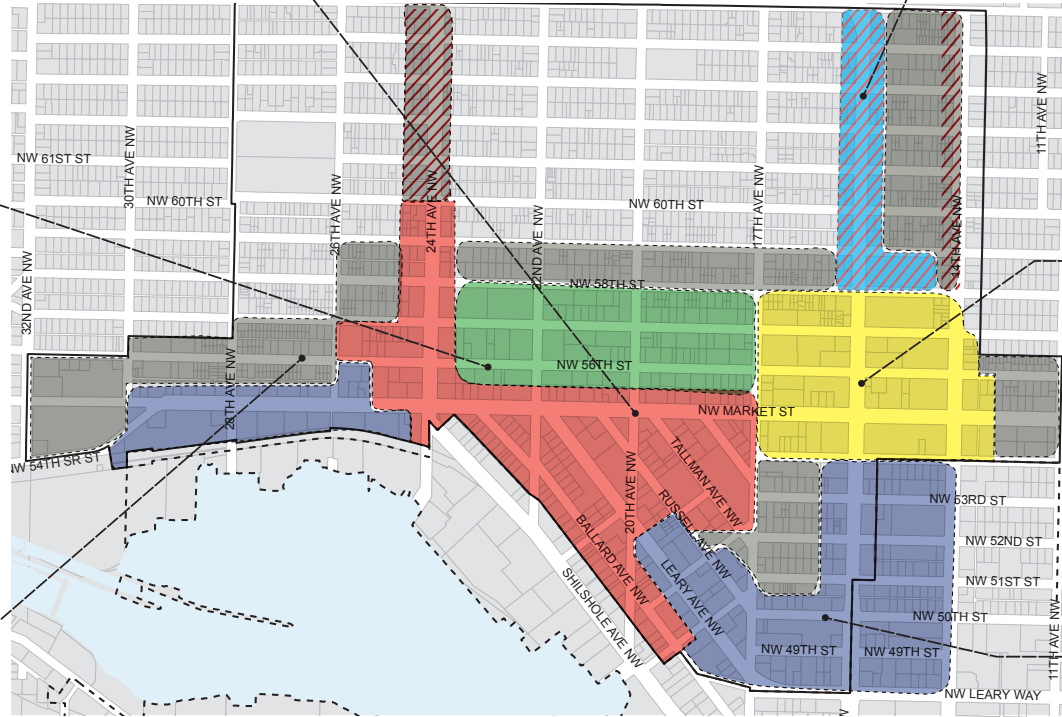 11TH AVE NW
NW 61ST ST
30TH AVE NW
NW 60TH ST
26TH AVE NW
24TH AVE NW
NW 60TH ST
17TH AVE NW
14TH AVE NW
22ND AVE NW
32ND AVE NW
NW 58TH ST
NW 56TH ST
28TH AVE NW
NW MARKET ST
NW 54TH SR ST
TALLMAN AVE NW
20TH AVE NW
RUSSELL AVE NW
NW 53RD ST
BALLARD AVE NW
NW 52ND ST
LEARY AVE NW
SHILSHOLE AVE NW
NW 51ST ST
NW 50TH ST
11TH AVE NW
NW 49TH ST
NW 49TH ST
NW LEARY WAY
W